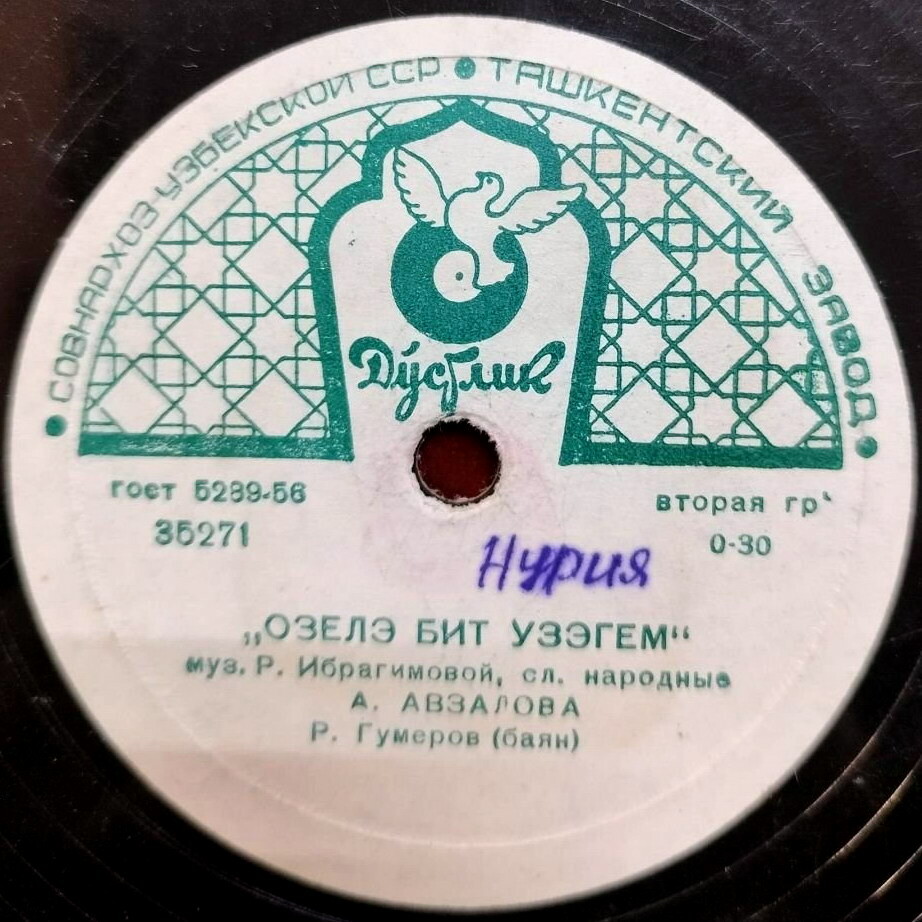 • СОВНАРХОЗ УЗБЕКСКОЙ ССР • ТАШКЕНТСКИЙ ЗАВОД •
Дўстлик
гост 5289-56
35271
вторая гр
0-30
Нурия
„ОЗЕЛЭ БИТ УЗЭГЕМ“
муз. Р. Ибрагимовой, сл. народные
А. АВЗАЛОВА
Р. Гумеров (баян)